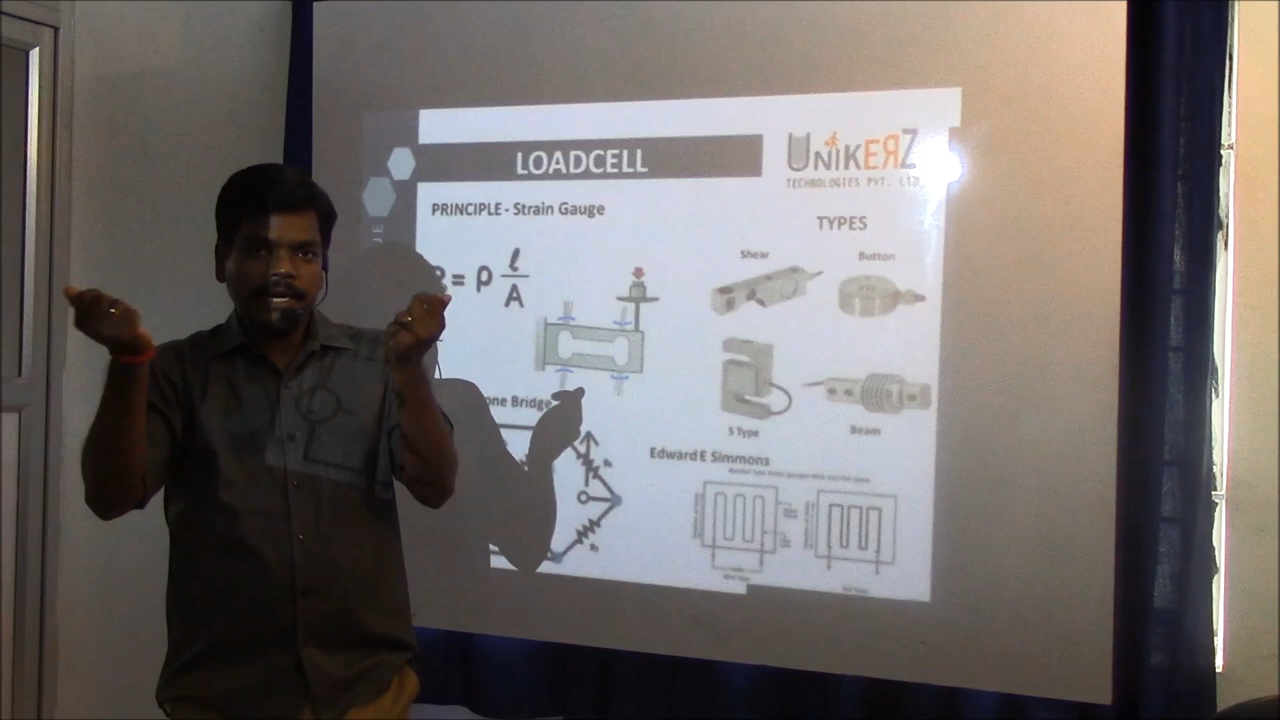 LOADCELL
UNIKERZ
TECHNOLOGIES PVT. LTD
PRINCIPLE - Strain Gauge
= ρ l / A
TYPES
Shear
Button
S Type
Beam
one Bridge
Edward E Simmons